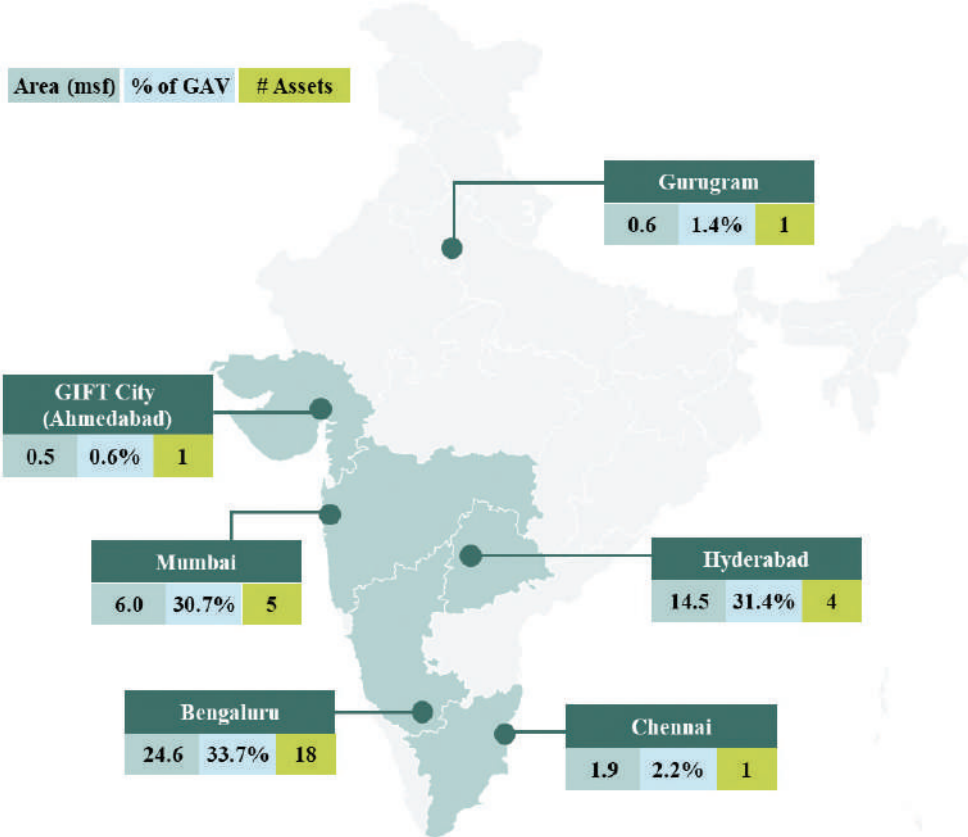 Area (msf) % of GAV # Assets
Gurugram
0.6 1.4% 1
GIFT City
(Ahmedabad)
0.5 0.6% 1
Mumbai
6.0 30.7% 5
Hyderabad
14.5 31.4% 4
Bengaluru
24.6 33.7% 18
Chennai
1.9 2.2% 1